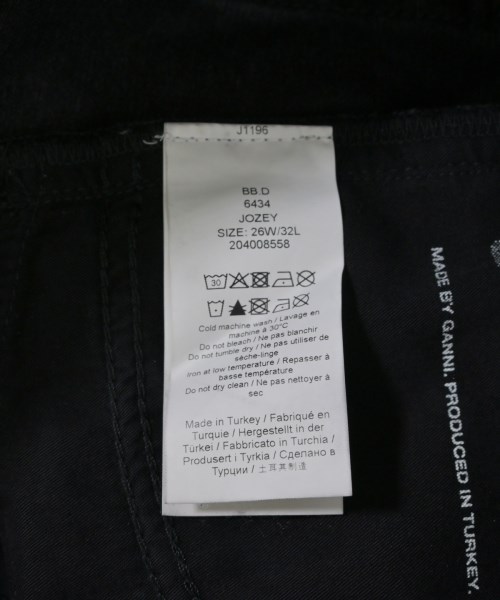 J1196
BB.D
6434
JOZEY
SIZE: 26W/32L
204008558
30
Cold machine wash / Lavage en
machine à 30°C
Do not bleach / Ne pas blanchir
Do not tumble dry / Ne pas utiliser de
sèche-linge
Iron at low temperature / Repasser à
basse température
Do not dry clean / Ne pas nettoyer à
sec
Made in Turkey / Fabriqué en
Turquie / Hergestellt in der
Türkei / Fabbricato in Turchia /
Produsert i Tyrkia / Сделано в
Турции / 土耳其制造
MADE BY GANNI. PRODUCED IN TURKEY.